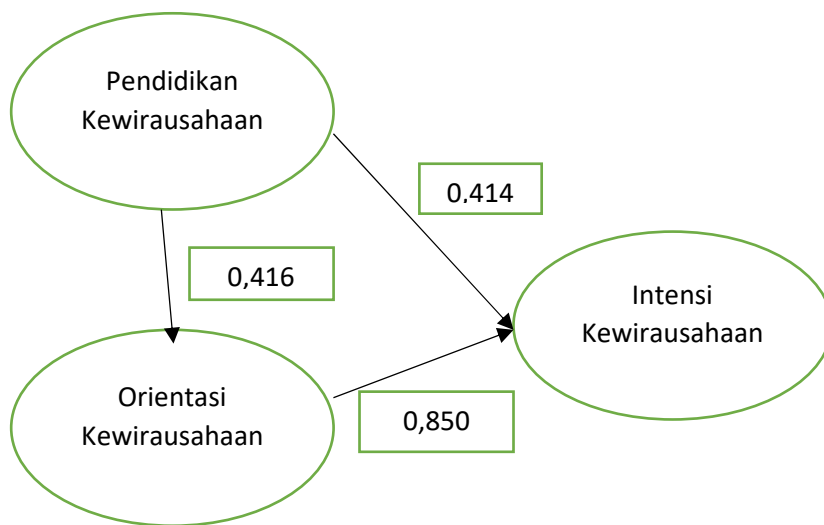 Pendidikan
Kewirausahaan
0,414
0,416
Intensi
Kewirausahaan
Orientasi
Kewirausahaan
0,850